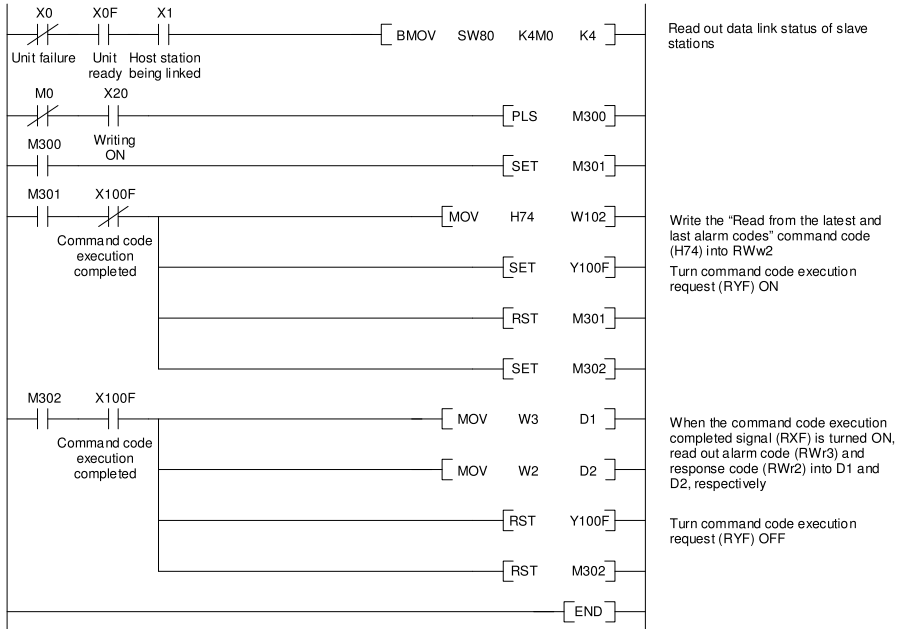 X0 X0F X1
BMOV SW80 K4M0 K4
Read out data link status of slave
stations
Unit failure Unit Host station
ready being linked
M0 X20
PLS M300
Writing
ON
M300
SET M301
M301 X100F
MOV H74 W102
Write the “Read from the latest and
last alarm codes” command code
(H74) into RWw2
Command code
execution
completed
SET Y100F
Turn command code execution
request (RYF) ON
RST M301
SET M302
M302 X100F
MOV W3 D1
When the command code execution
completed signal (RXF) is turned ON,
read out alarm code (RWr3) and
response code (RWr2) into D1 and
D2, respectively
Command code
execution
completed
MOV W2 D2
RST Y100F
Turn command code execution
request (RYF) OFF
RST M302
END